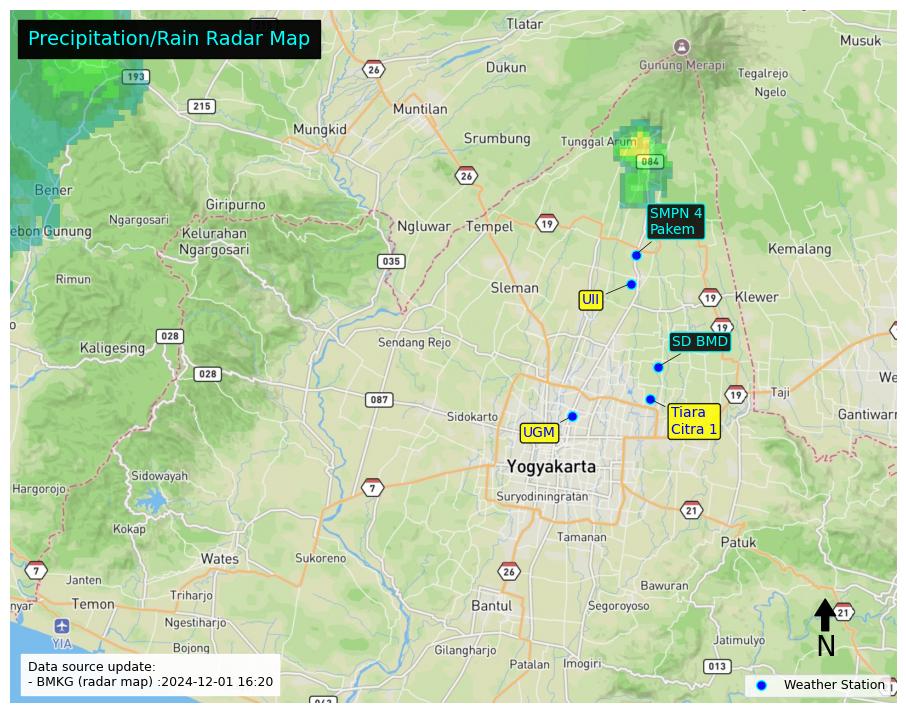 Precipitation/Rain Radar Map
Tlatar
Musuk
26
Dukun
Gunung Merapi
Tegalrejo
193
Ngelo
215
Muntilan
Mungkid
Srumbung
Tunggal Arum
084
26
Bener
Giripurno
SMPN 4
Pakem
Ngargosari
Ngluwar
Tempel
19
ebon Gunung
Kelurahan
Ngargosari
Kemalang
035
Rimun
Sleman
UII
19
Klewer
19
028
SD BMD
Kaligesing
Sendang Rejo
028
We
087
19
Taji
Sidokarto
Tiara
Citra 1
Gantiwarn
UGM
Yogyakarta
Sidowayah
Hargorojo
7
Suryodiningratan
21
Kokap
Tamanan
Patuk
Wates
Sukoreno
7
26
Janten
Bawuran
Triharjo
nyar
Temon
Bantul
Segoroyoso
21
Ngestiharjo
YIA
Jatimulyo
N
Bojong
Gilangharjo
Patalan
Imogiri
013
Data source update:
- BMKG (radar map) :2024-12-01 16:20
Weather Station